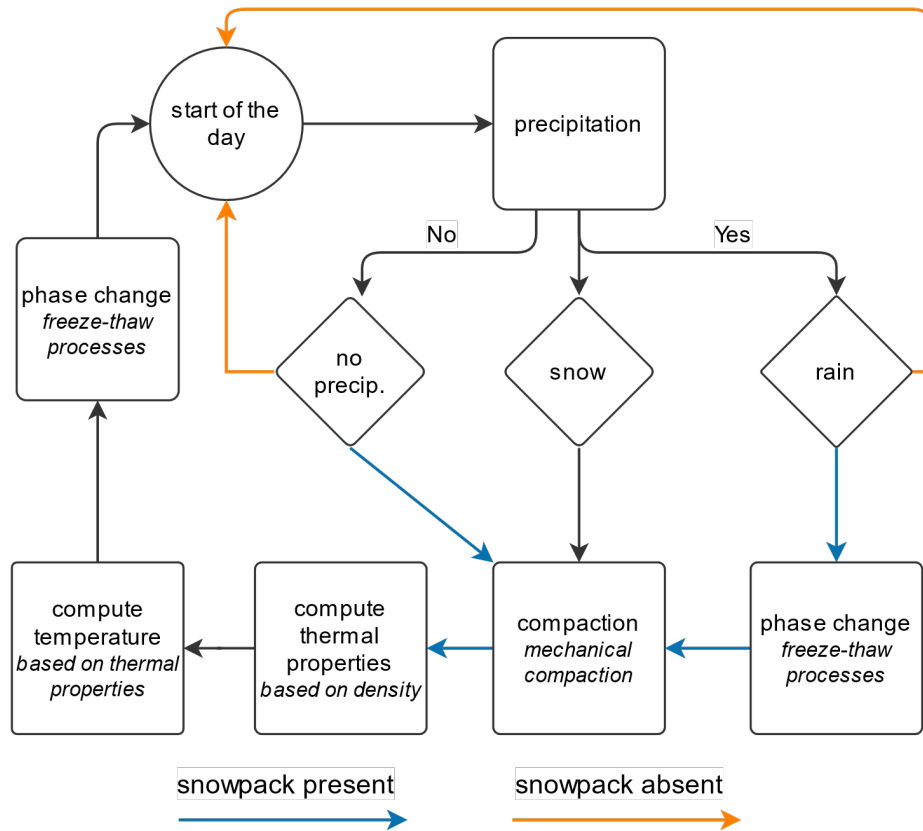 start of the
day
precipitation
No
Yes
phase change
freeze-thaw
processes
no
precip.
snow
rain
compute
temperature
based on thermal
properties
compute
thermal
properties
based on density
compaction
mechanical
compaction
phase change
freeze-thaw
processes
snowpack present
snowpack absent